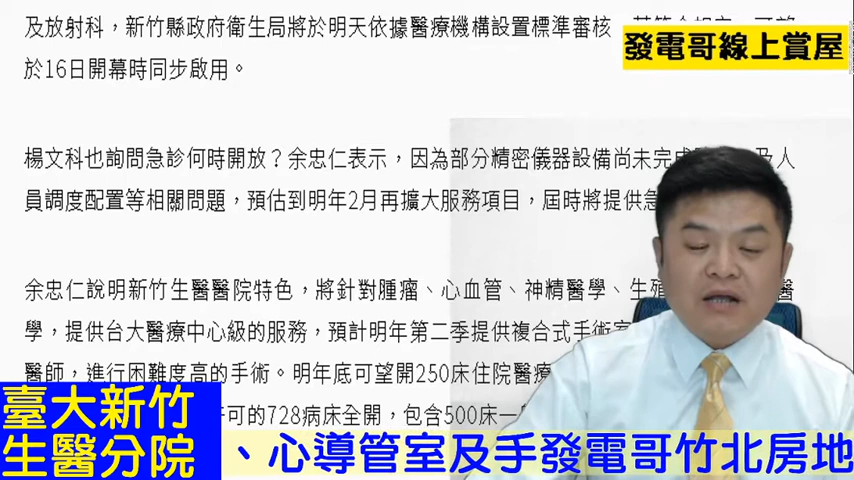 及放射科，新竹縣政府衛生局將於明天依據醫療機構設置標準審核，
發電哥線上賞屋
於16日開幕時同步啟用。
楊文科也詢問急診何時開放？余忠仁表示，因為部分精密儀器設備尚未完成 及人
員調度配置等相關問題，預估到明年2月再擴大服務項目，屆時將提供急
余忠仁說明新竹生醫醫院特色，將針對腫瘤、心血管、神精醫學、生殖 醫
學，提供台大醫療中心級的服務，預計明年第二季提供複合式手術室
醫師，進行困難度高的手術。明年底可望開250床住院醫療
可的728病床全開，包含500床一
臺大新竹
生醫分院
、心導管室及手發電哥竹北房地